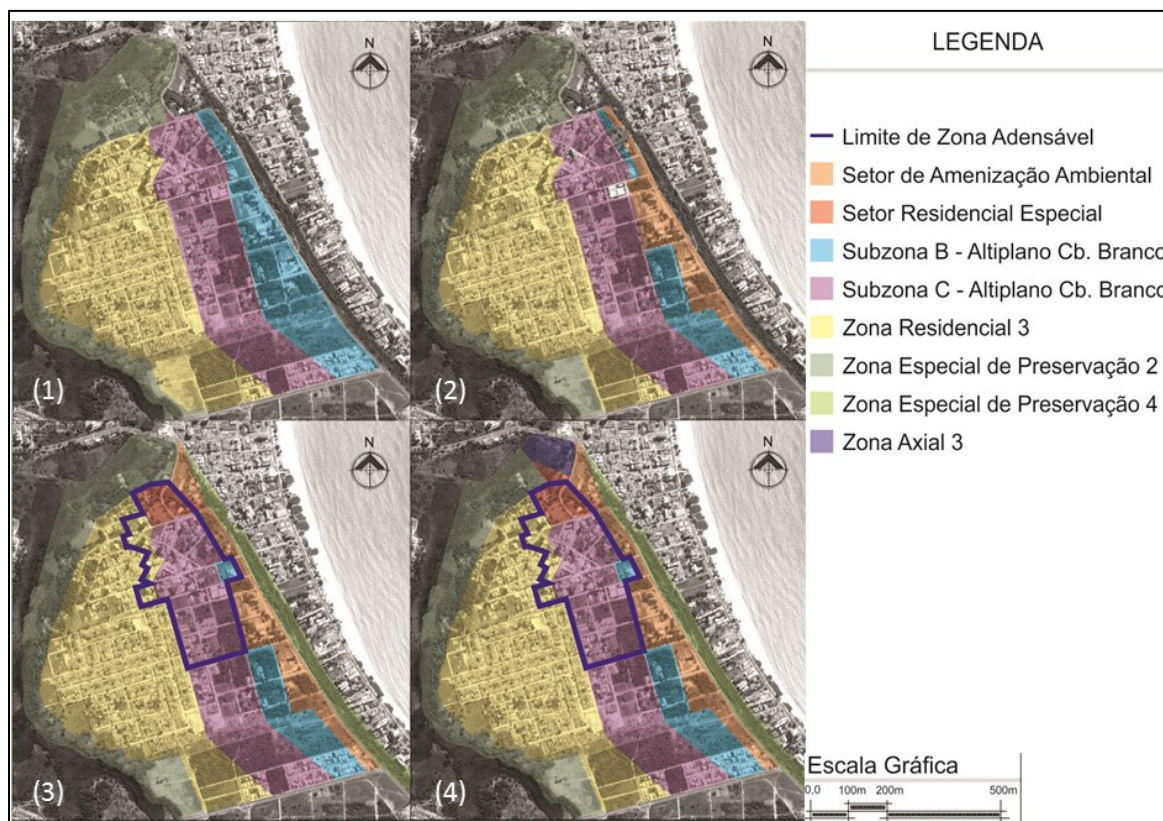 N
(1)
N
(2)
N
(3)
N
(4)
LEGENDA
Limite de Zona Adensável
Setor de Amenização Ambiental
Setor Residencial Especial
Subzona B - Altiplano Cb. Branco
Subzona C - Altiplano Cb. Branco
Zona Residencial 3
Zona Especial de Preservação 2
Zona Especial de Preservação 4
Zona Axial 3
Escala Gráfica
0,0 100m 200m 500m